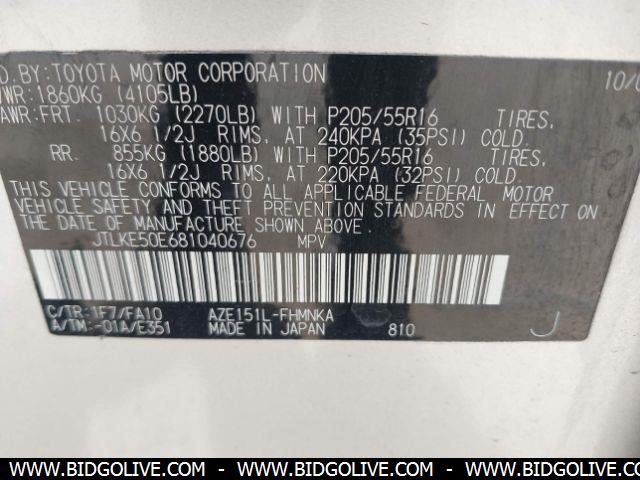 D.BY:TOYOTA MOTOR CORPORATION 10/0
VWR:1860KG (4105LB)
AWR:FRT. 1030KG (2270LB) WITH P205/55R16 TIRES,
16X6 1/2J RIMS, AT 240KPA (35PSI) COLD.
RR. 855KG (1880LB) WITH P205/55R16 TIRES,
16X6 1/2J RIMS, AT 220KPA (32PSI) COLD.
THIS VEHICLE CONFORMS TO ALL APPLICABLE FEDERAL MOTOR
VEHICLE SAFETY AND THEFT PREVENTION STANDARDS IN EFFECT ON
THE DATE OF MANUFACTURE SHOWN ABOVE.
JTLKE50E681040676 MPV
C/TR:1F7/FA10 AZE151L-FHMNKA
A/TM:-01A/E351 MADE IN JAPAN 810 J
WWW.BIDGOLIVE.COM - WWW.BIDGOLIVE.COM - WWW.BIDGOLIVE.COM